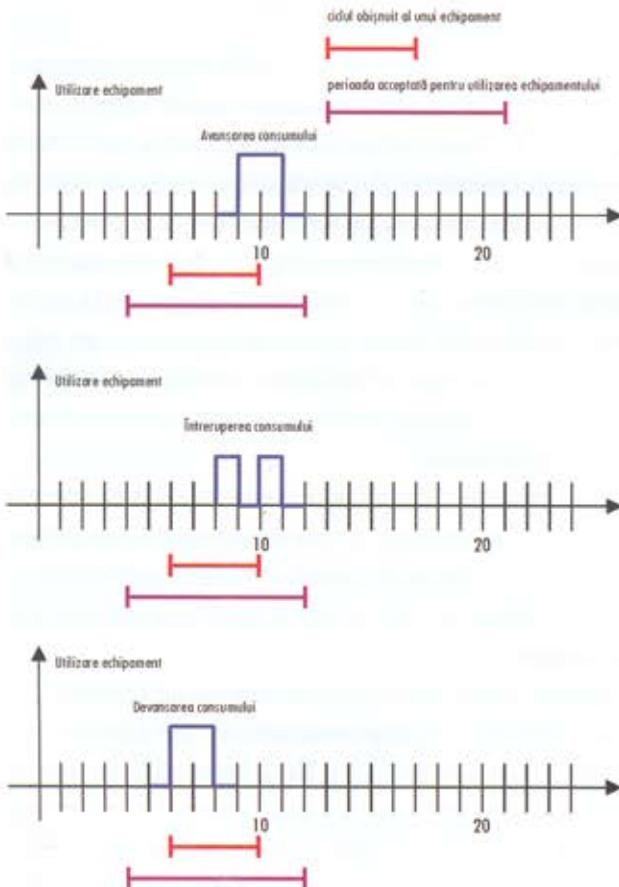 ciclul obișnuit al unui echipament
Utilizare echipament
perioada acceptată pentru utilizarea echipamentului
Avansarea consumului
10
20
Utilizare echipament
Întreruperea consumului
10
20
Utilizare echipament
Devansarea consumului
10
20